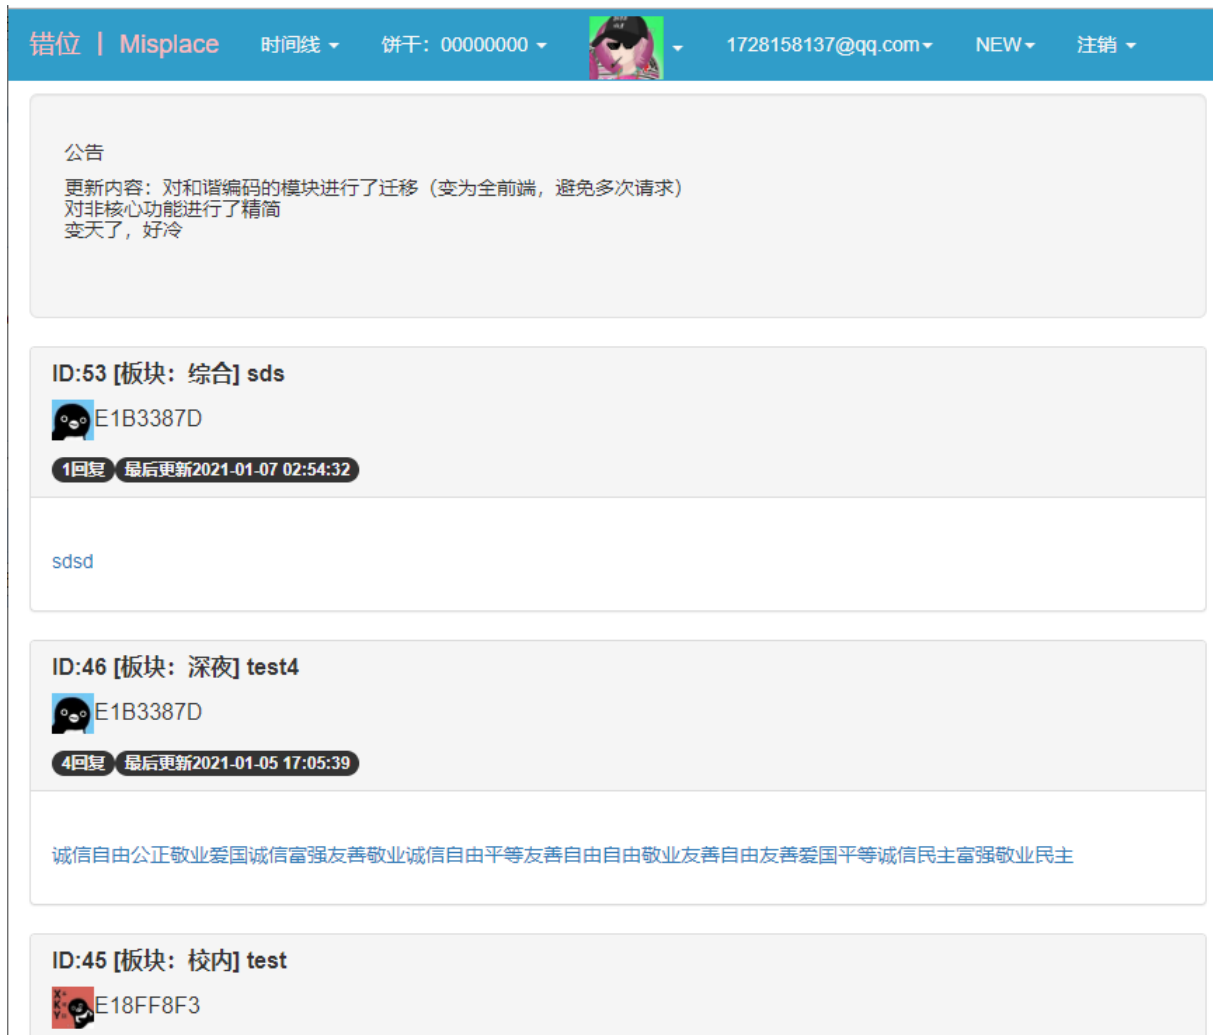 错位 | Misplace 时间线 饼干：00000000 1728158137@qq.com NEW 注销
公告
更新内容：对和谐编码的模块进行了迁移（变为全前端，避免多次请求）
对非核心功能进行了精简
变天了，好冷
ID:53 [板块：综合] sds
E1B3387D
1回复 最后更新2021-01-07 02:54:32
sdsd
ID:46 [板块：深夜] test4
E1B3387D
4回复 最后更新2021-01-05 17:05:39
诚信自由公正敬业爱国诚信富强友善敬业诚信自由平等友善自由自由敬业友善自由友善爱国平等诚信民主富强敬业民主
ID:45 [板块：校内] test
E18FF8F3